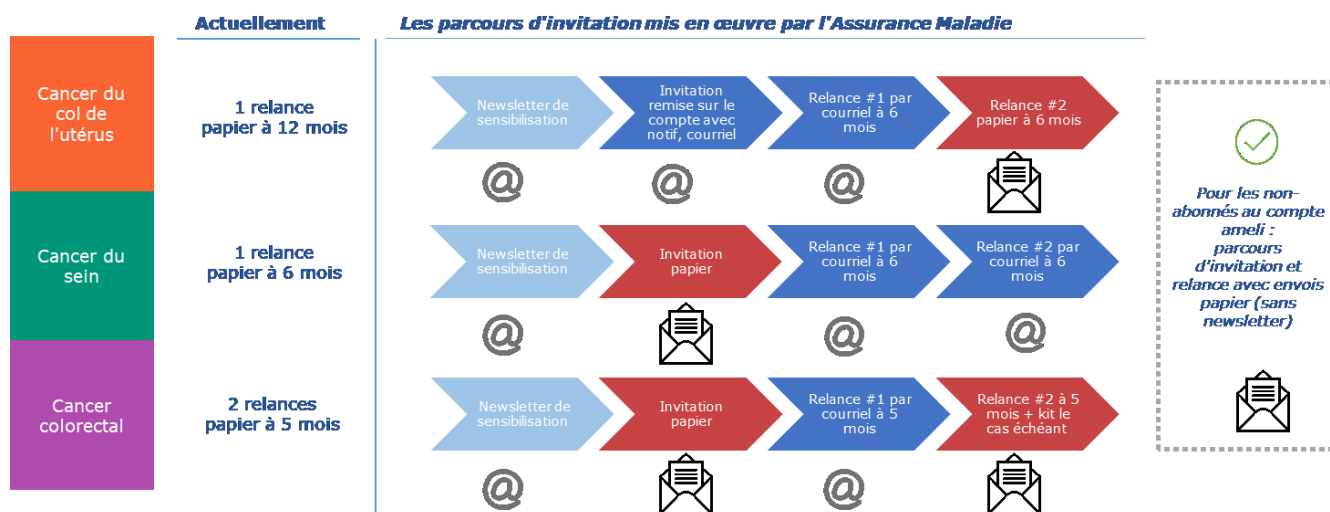 Actuellement
Les parcours d'invitation mis en œuvre par l'Assurance Maladie
Cancer du
col de
l'utérus
1 relance
papier à 12 mois
Newsletter de
sensibilisation
Invitation
remise sur le
compte avec
notif, courriel
Relance #1 par
courriel à 6
mois
Relance #2
papier à 6 mois
@
@
@
Cancer du
sein
1 relance
papier à 6 mois
Newsletter de
sensibilisation
Invitation
papier
Relance #1 par
courriel à 6
mois
Relance #2 par
courriel à 6
mois
@
@
@
Cancer
colorectal
2 relances
papier à 5 mois
Newsletter de
sensibilisation
Invitation
papier
Relance #1 par
courriel à 5
mois
Relance #2 à 5
mois + kit le
cas échéant
@
@
Pour les non-
abonnés au compte
ameli :
parcours
d'invitation et
relance avec envois
papier (sans
newsletter)